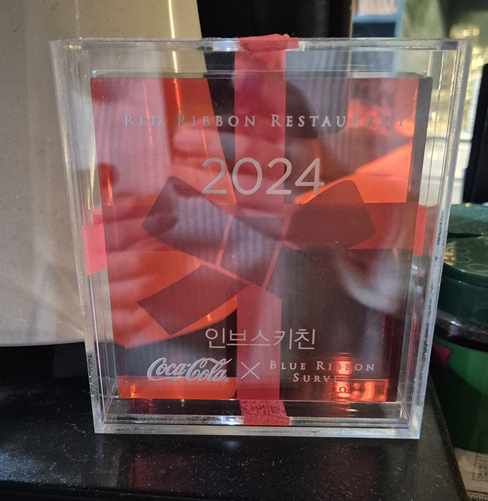 RED RIBBON RESTAURANT
2024
인브스키친
Coca-Cola × BLUE RIBBON
SURVEY